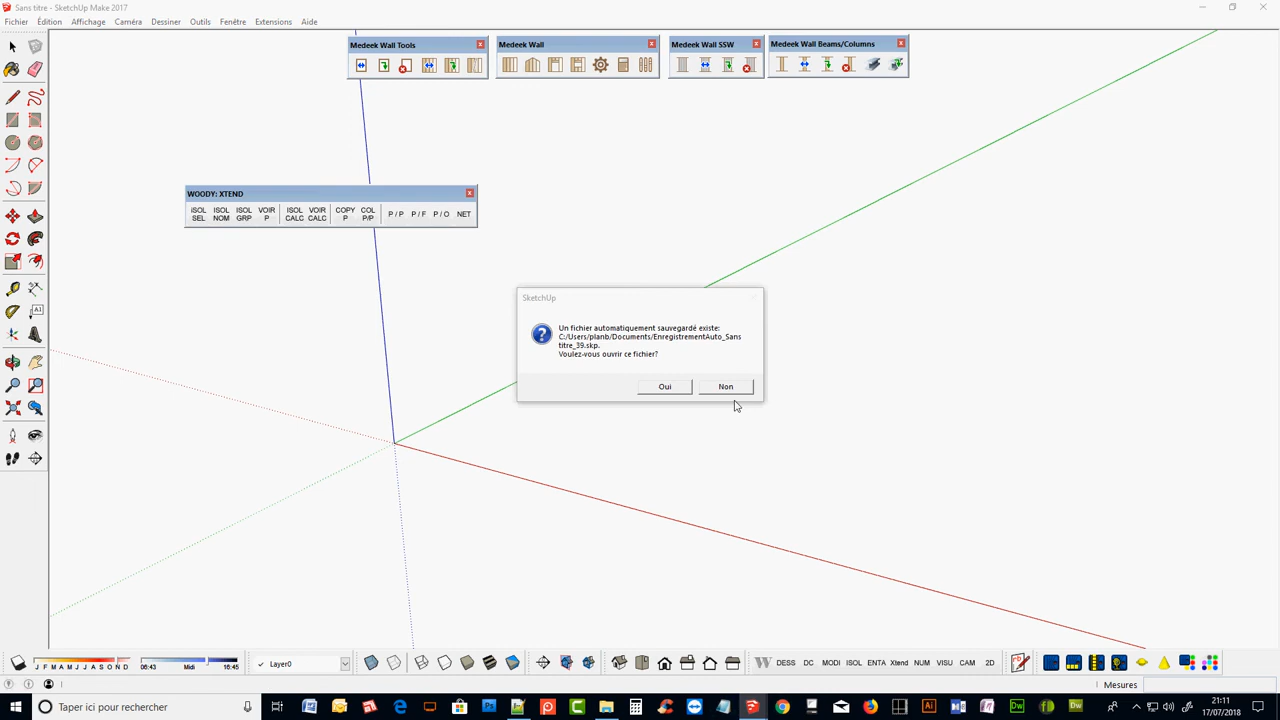 Sans titre - SketchUp Make 2017
Fichier Édition Affichage Caméra Dessiner Outils Fenêtre Extensions Aide
Medeek Wall Tools
Medeek Wall
Medeek Wall SSW
Medeek Wall Beams/Columns
WOODY: XTEND
ISOL SEL
ISOL NOM
ISOL GRP
VOIR P
ISOL CALC
VOIR CALC
COPY P
COL P/P
P / P
P / F
P / O
NET
SketchUp
Un fichier automatiquement sauvegardé existe:
C:/Users/planb/Documents/EnregistrementAuto_Sans
titre_39.skp.
Voulez-vous ouvrir ce fichier?
Oui Non
J F M A M J J A S O N D
06:43 Midi 16:45
Layer0
DESS DC MODI ISOL ENTA Xtend NUM VISU CAM 2D
Mesures
Taper ici pour rechercher
21:11
17/07/2018